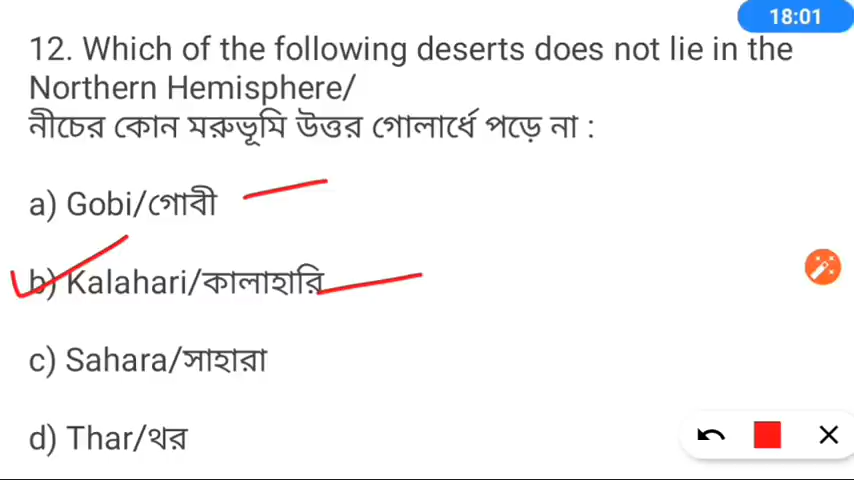 18:01
12. Which of the following deserts does not lie in the
Northern Hemisphere/
নীচের কোন মরুভূমি উত্তর গোলার্ধে পড়ে না :
a) Gobi/গোবী
b) Kalahari/কালাহারি
c) Sahara/সাহারা
d) Thar/থর